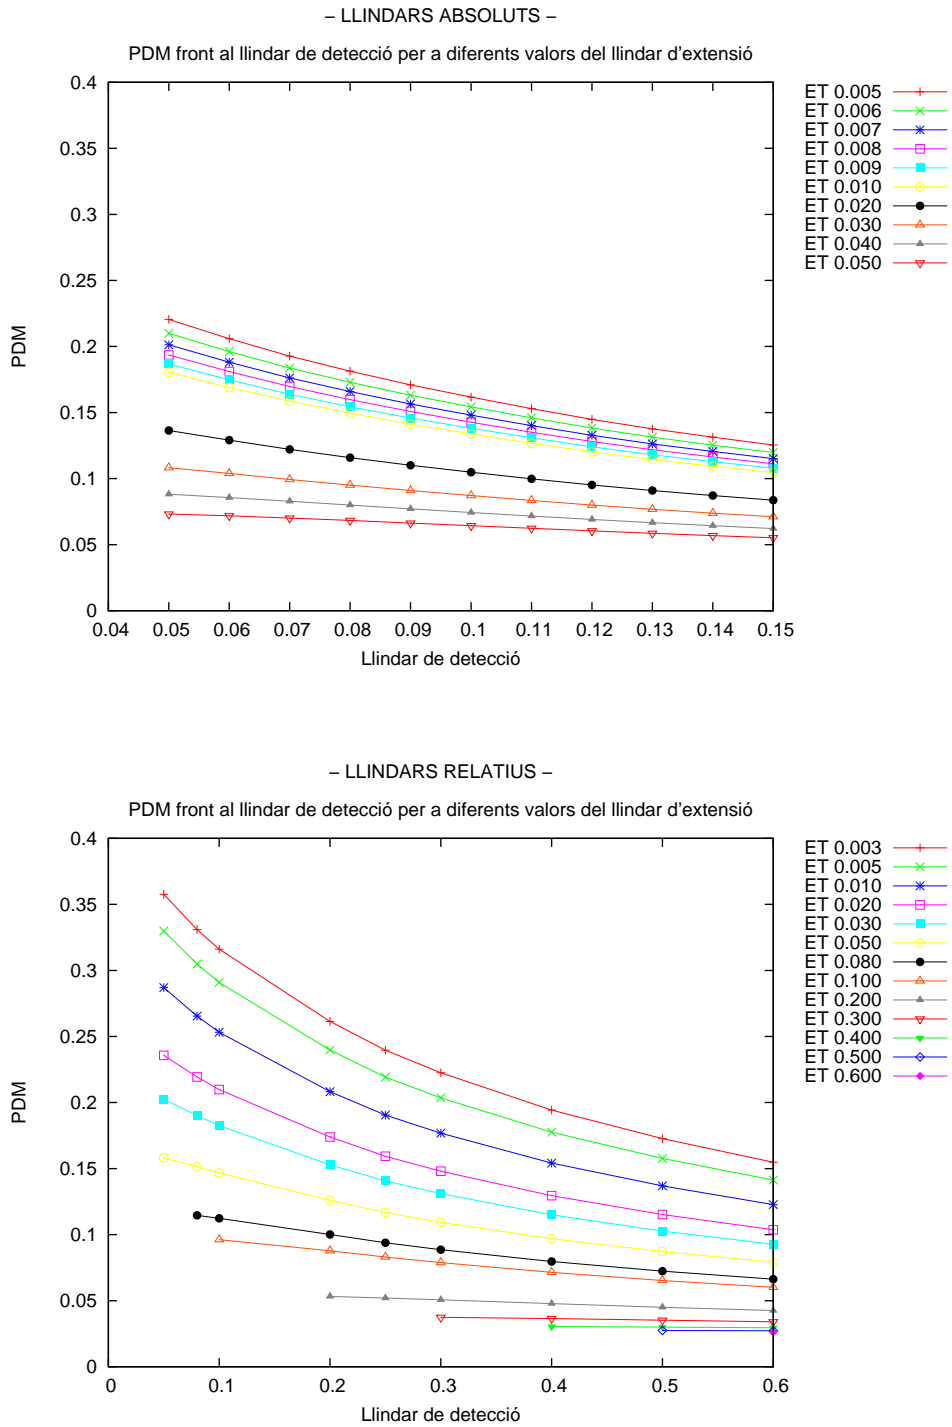 – LLINDARS ABSOLUTS –
PDM front al llindar de detecció per a diferents valors del llindar d'extensió
0.4
0.35
0.3
0.25
0.2
0.15
0.1
0.05
0
PDM
0.04 0.05 0.06 0.07 0.08 0.09 0.1 0.11 0.12 0.13 0.14 0.15
Llindar de detecció
ET 0.005
ET 0.006
ET 0.007
ET 0.008
ET 0.009
ET 0.010
ET 0.020
ET 0.030
ET 0.040
ET 0.050
– LLINDARS RELATIUS –
PDM front al llindar de detecció per a diferents valors del llindar d'extensió
0.4
0.35
0.3
0.25
0.2
0.15
0.1
0.05
0
PDM
0 0.1 0.2 0.3 0.4 0.5 0.6
Llindar de detecció
ET 0.003
ET 0.005
ET 0.010
ET 0.020
ET 0.030
ET 0.050
ET 0.080
ET 0.100
ET 0.200
ET 0.300
ET 0.400
ET 0.500
ET 0.600